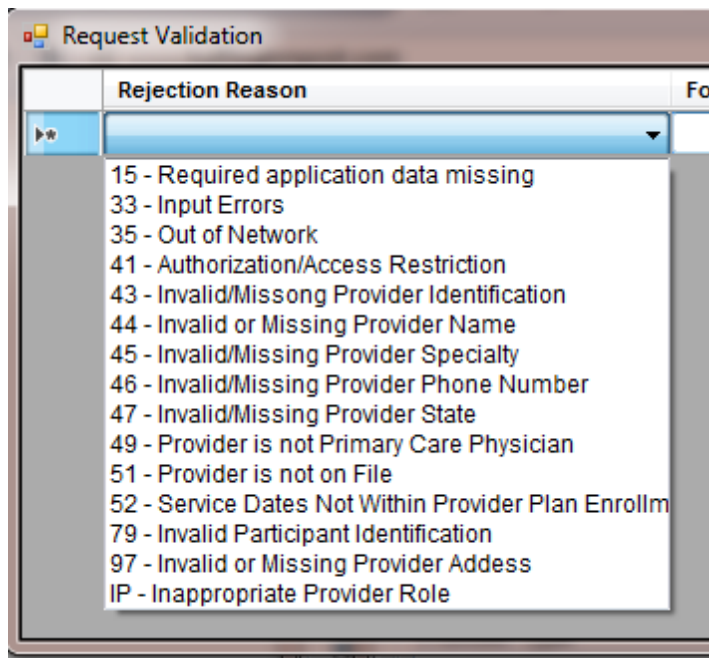 Request Validation
Rejection Reason Fo
15 - Required application data missing
33 - Input Errors
35 - Out of Network
41 - Authorization/Access Restriction
43 - Invalid/Missong Provider Identification
44 - Invalid or Missing Provider Name
45 - Invalid/Missing Provider Specialty
46 - Invalid/Missing Provider Phone Number
47 - Invalid/Missing Provider State
49 - Provider is not Primary Care Physician
51 - Provider is not on File
52 - Service Dates Not Within Provider Plan Enrollm
79 - Invalid Participant Identification
97 - Invalid or Missing Provider Addess
IP - Inappropriate Provider Role